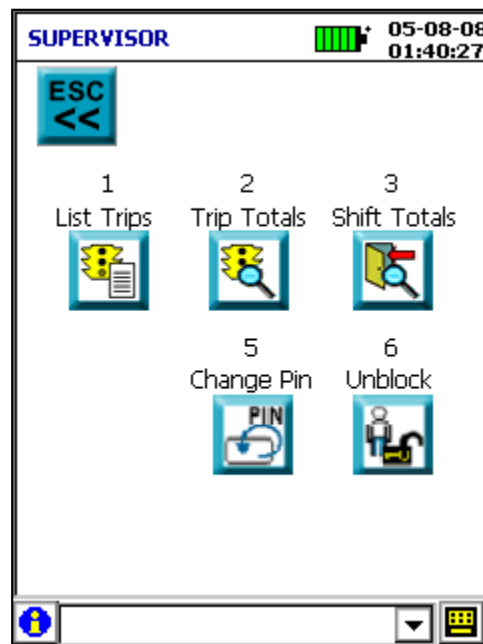 SUPERVISOR
05-08-08
01:40:27
ESC
<<
1 2 3
List Trips Trip Totals Shift Totals
5 6
Change Pin Unblock
PIN